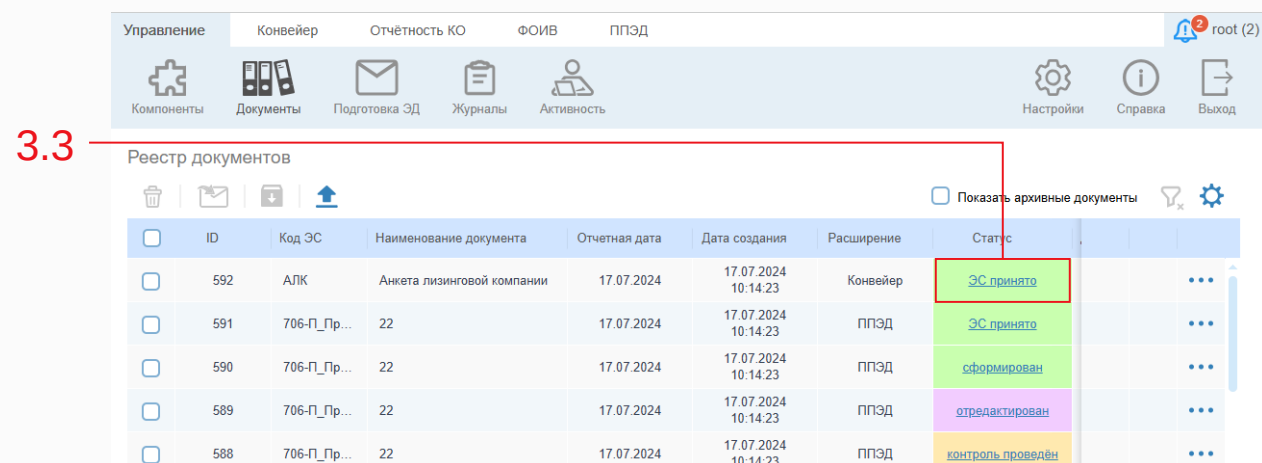 Управление Конвейер Отчётность КО ФОИВ ППЭД 2 root (2)
Компоненты Документы Подготовка ЭД Журналы Активность Настройки Справка Выход
3.3
Реестр документов
Показать архивные документы
ID Код ЭС Наименование документа Отчетная дата Дата создания Расширение Статус
592 АЛК Анкета лизинговой компании 17.07.2024 17.07.2024 10:14:23 Конвейер ЭС принято
591 706-П_Пр... 22 17.07.2024 17.07.2024 10:14:23 ППЭД ЭС принято
590 706-П_Пр... 22 17.07.2024 17.07.2024 10:14:23 ППЭД сформирован
589 706-П_Пр... 22 17.07.2024 17.07.2024 10:14:23 ППЭД отредактирован
588 706-П_Пр... 22 17.07.2024 17.07.2024 10:14:23 ППЭД контроль проведён